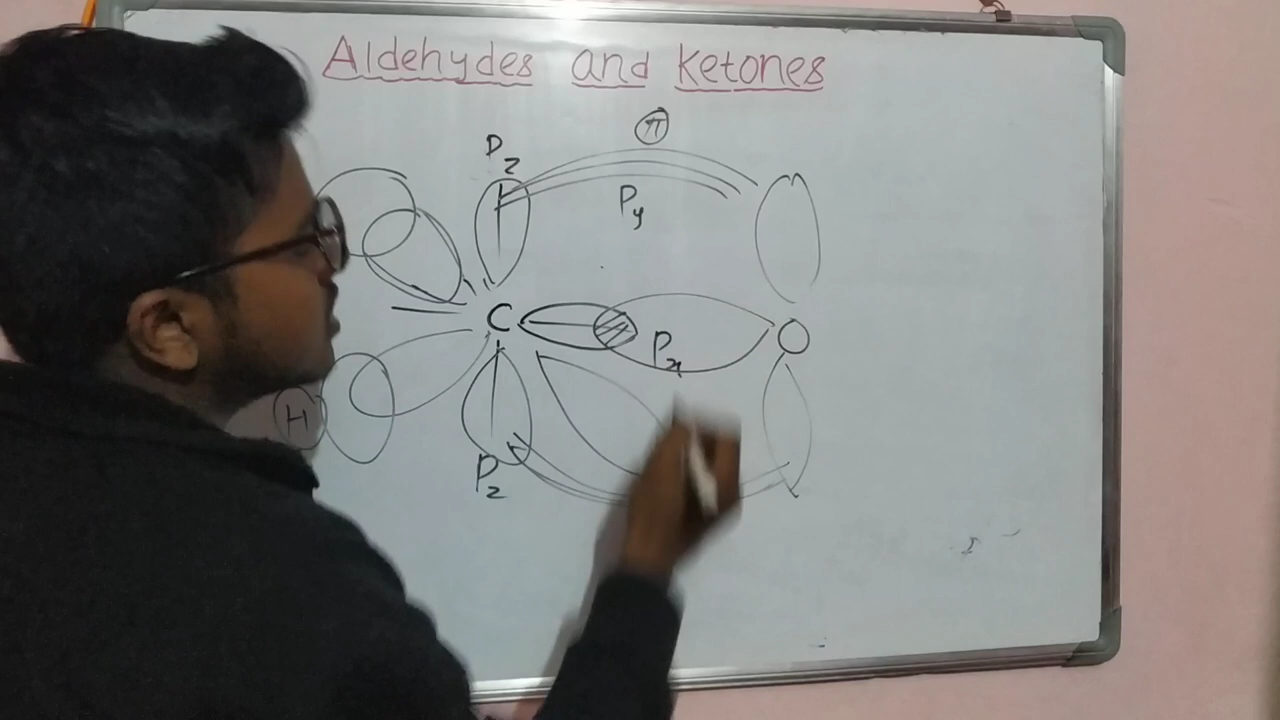 Aldehydes and Ketones
π
Pz
Py
C
Px
O
H
Pz